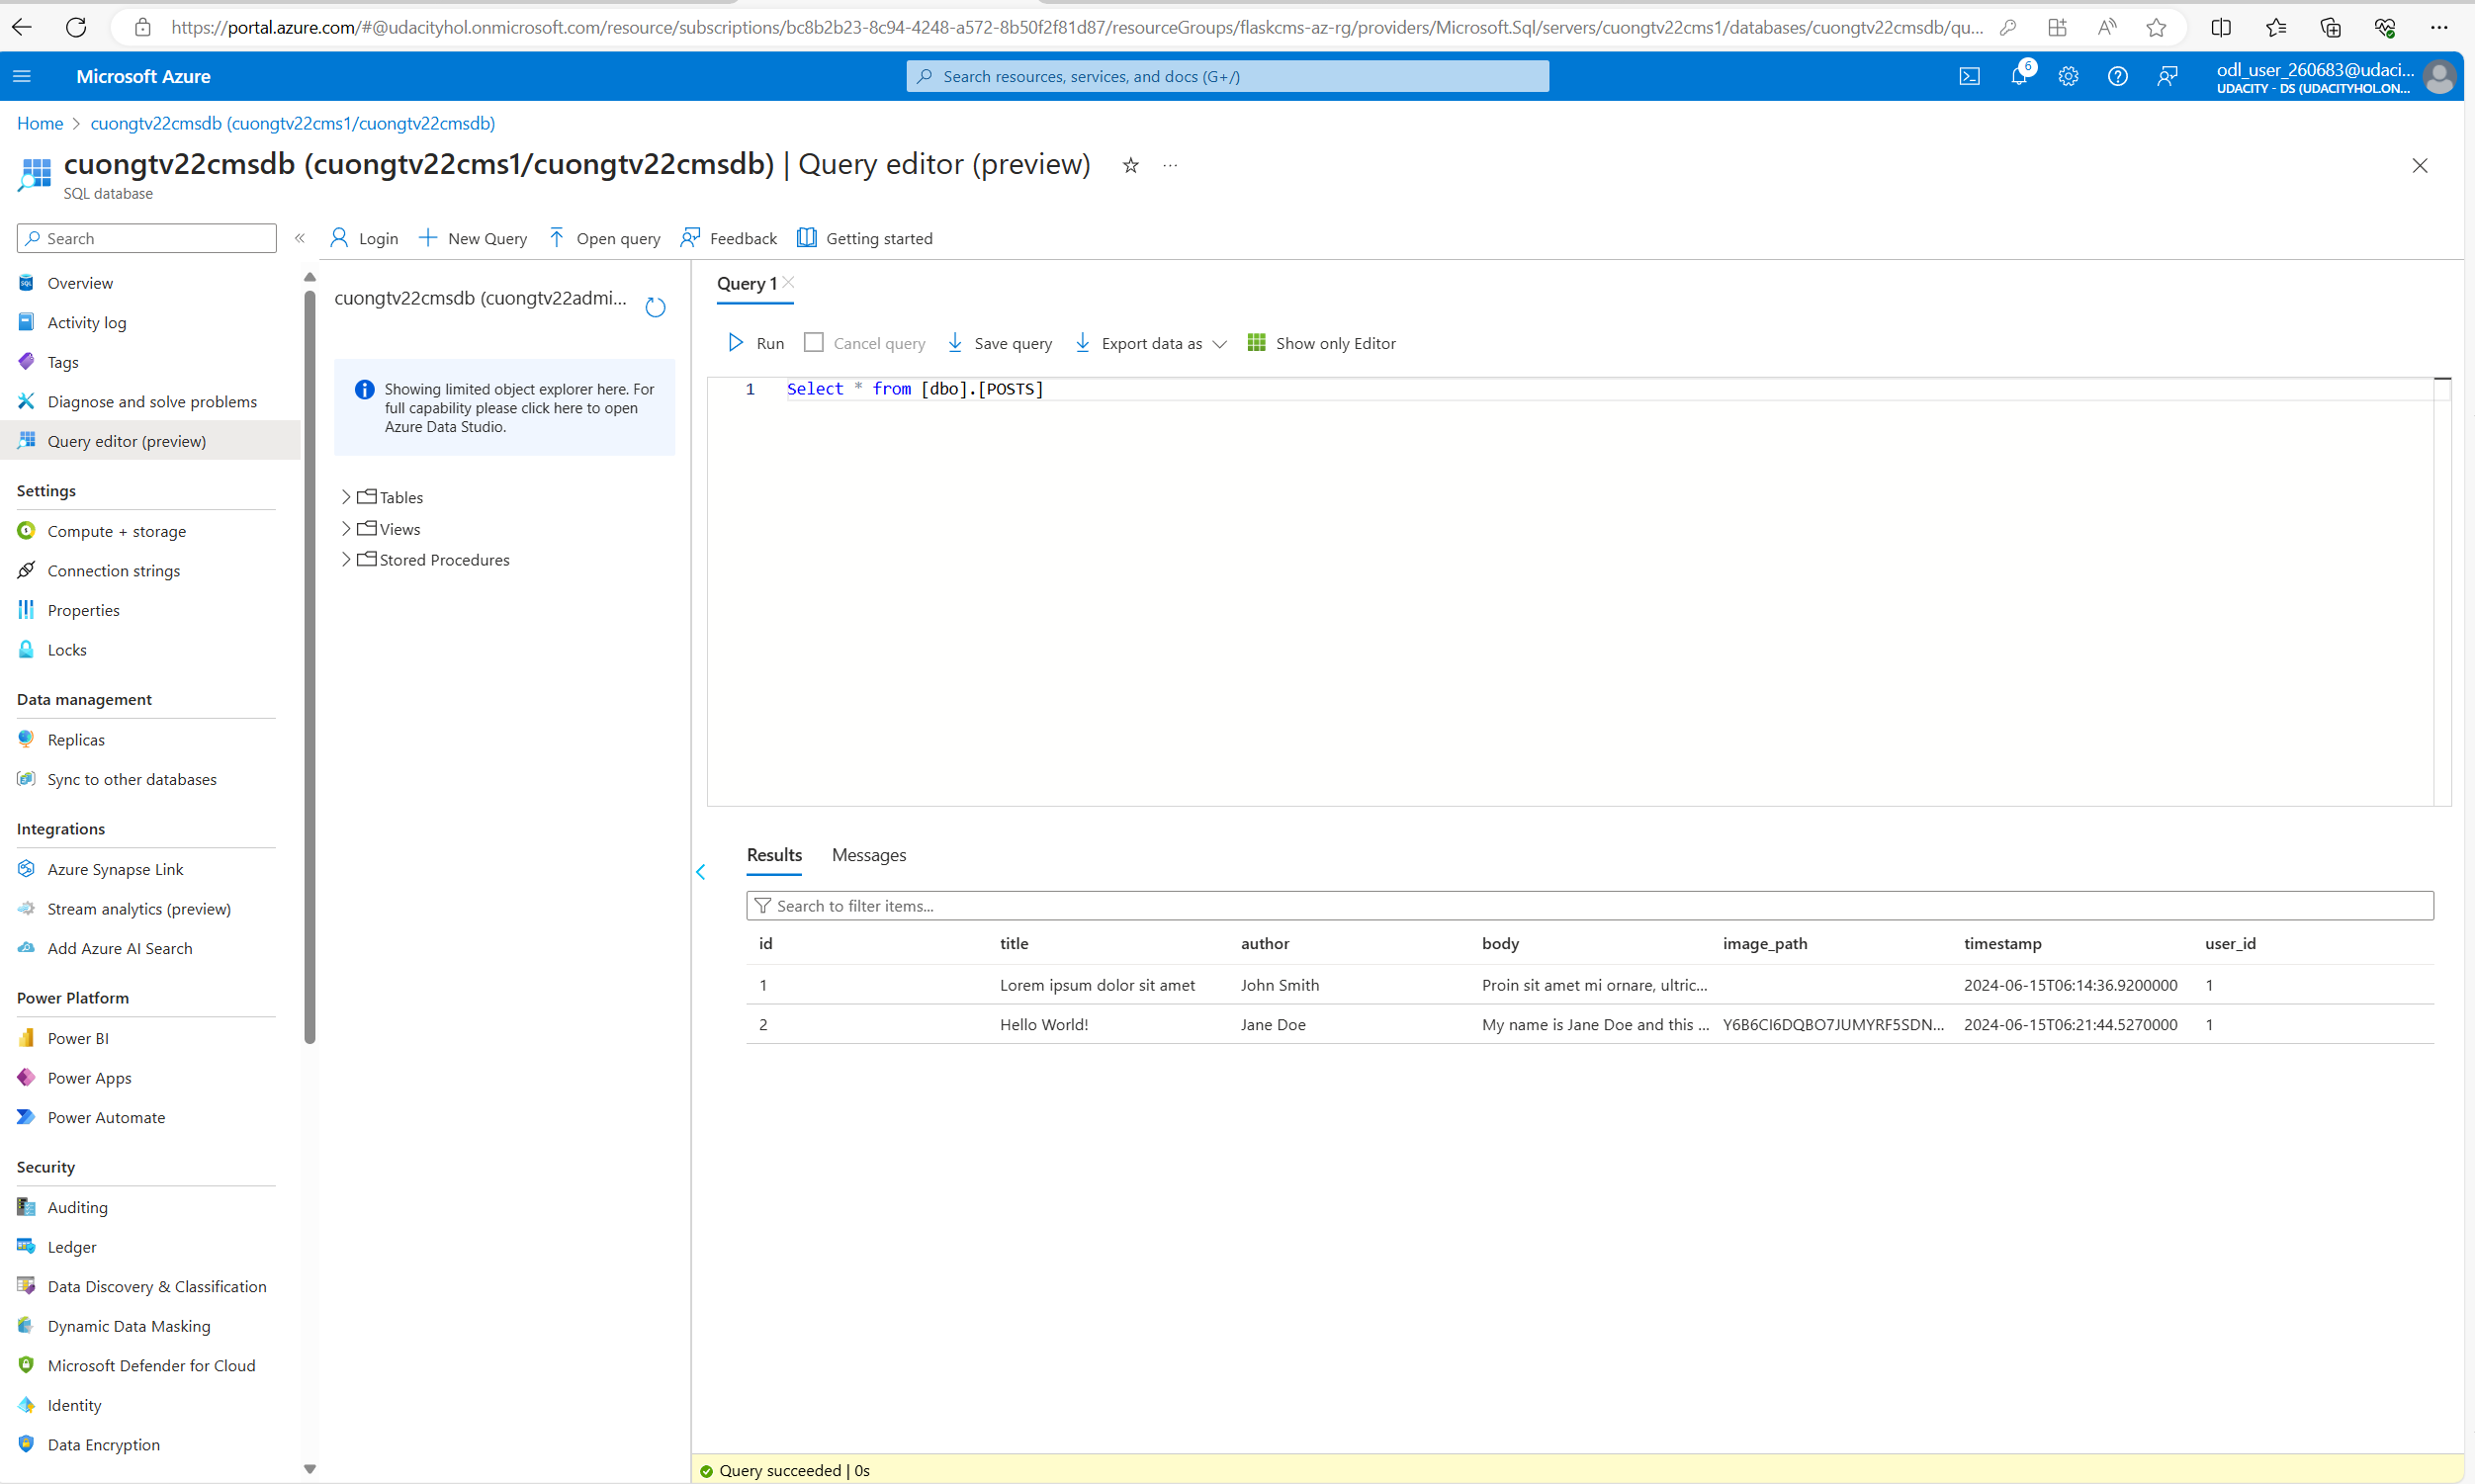 https://portal.azure.com/#@udacityhol.onmicrosoft.com/resource/subscriptions/bc8b2b23-8c94-4248-a572-8b50f2f81d87/resourceGroups/flaskcms-az-rg/providers/Microsoft.Sql/servers/cuongtv22cms1/databases/cuongtv22cmsdb/qu...
Microsoft Azure
Search resources, services, and docs (G+/)
6
odl_user_260683@udaci...
UDACITY - DS (UDACITYHOL.ON...
Home > cuongtv22cmsdb (cuongtv22cms1/cuongtv22cmsdb)
cuongtv22cmsdb (cuongtv22cms1/cuongtv22cmsdb) | Query editor (preview)
SQL database
Search
Login
New Query
Open query
Feedback
Getting started
Overview
Activity log
Tags
Diagnose and solve problems
Query editor (preview)
Settings
Compute + storage
Connection strings
Properties
Locks
Data management
Replicas
Sync to other databases
Integrations
Azure Synapse Link
Stream analytics (preview)
Add Azure AI Search
Power Platform
Power BI
Power Apps
Power Automate
Security
Auditing
Ledger
Data Discovery & Classification
Dynamic Data Masking
Microsoft Defender for Cloud
Identity
Data Encryption
cuongtv22cmsdb (cuongtv22admi...
Showing limited object explorer here. For
full capability please click here to open
Azure Data Studio.
Tables
Views
Stored Procedures
Query 1
Run
Cancel query
Save query
Export data as
Show only Editor
1 Select * from [dbo].[POSTS]
Results Messages
Search to filter items...
id title author body image_path timestamp user_id
1 Lorem ipsum dolor sit amet John Smith Proin sit amet mi ornare, ultric... 2024-06-15T06:14:36.9200000 1
2 Hello World! Jane Doe My name is Jane Doe and this ... Y6B6CI6DQBO7JUMYRF5SDN... 2024-06-15T06:21:44.5270000 1
Query succeeded | 0s